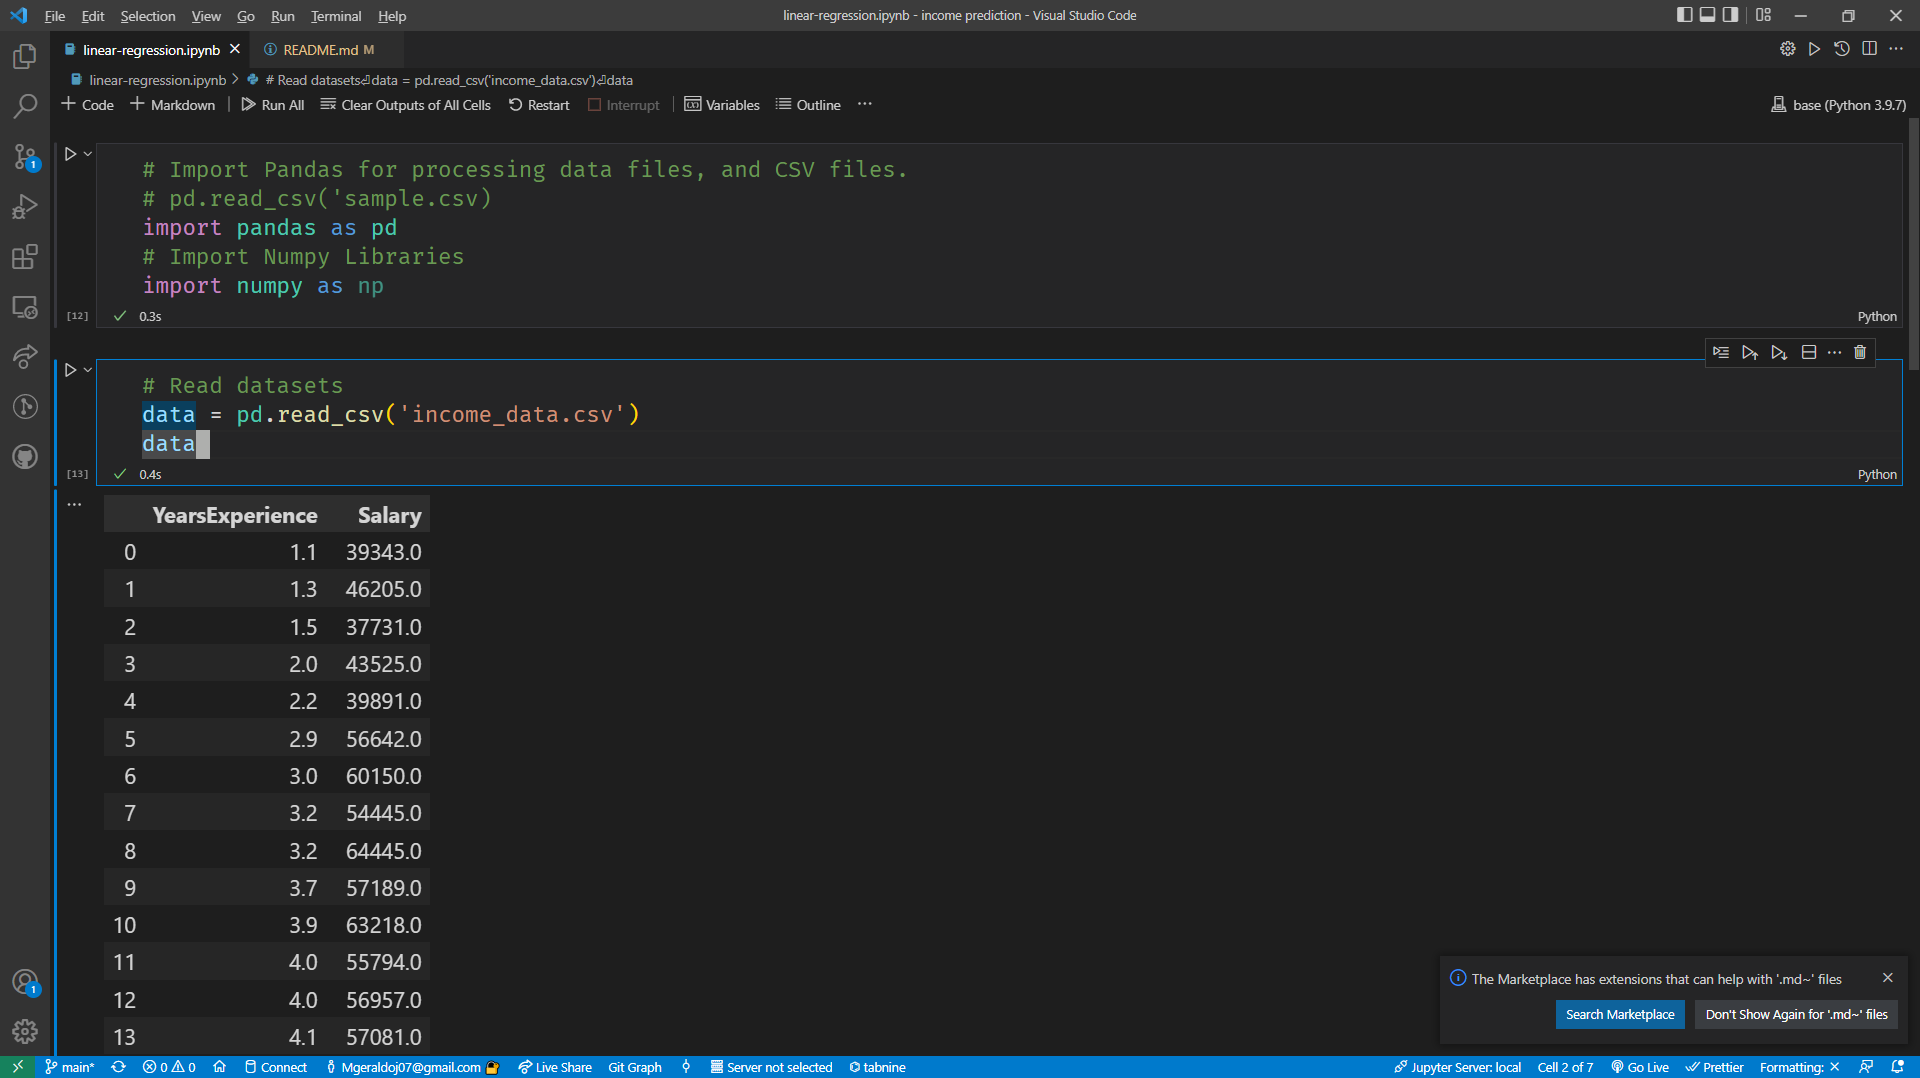 File Edit Selection View Go Run Terminal Help
linear-regression.ipynb - income prediction - Visual Studio Code
linear-regression.ipynb
README.md M
linear-regression.ipynb > # Read datasets⏎data = pd.read_csv('income_data.csv')⏎data
+ Code + Markdown | Run All Clear Outputs of All Cells Restart Interrupt | Variables Outline ...
base (Python 3.9.7)
# Import Pandas for processing data files, and CSV files.
# pd.read_csv('sample.csv)
import pandas as pd
# Import Numpy Libraries
import numpy as np
[12] ✓ 0.3s Python
# Read datasets
data = pd.read_csv('income_data.csv')
data
[13] ✓ 0.4s Python
YearsExperience Salary
0 1.1 39343.0
1 1.3 46205.0
2 1.5 37731.0
3 2.0 43525.0
4 2.2 39891.0
5 2.9 56642.0
6 3.0 60150.0
7 3.2 54445.0
8 3.2 64445.0
9 3.7 57189.0
10 3.9 63218.0
11 4.0 55794.0
12 4.0 56957.0
13 4.1 57081.0
The Marketplace has extensions that can help with '.md~' files
Search Marketplace
Don't Show Again for '.md~' files
1
1
main* 0 0 Connect Mgeraldoj07@gmail.com Live Share Git Graph Server not selected tabnine
Jupyter Server: local Cell 2 of 7 Go Live Prettier Formatting: ×